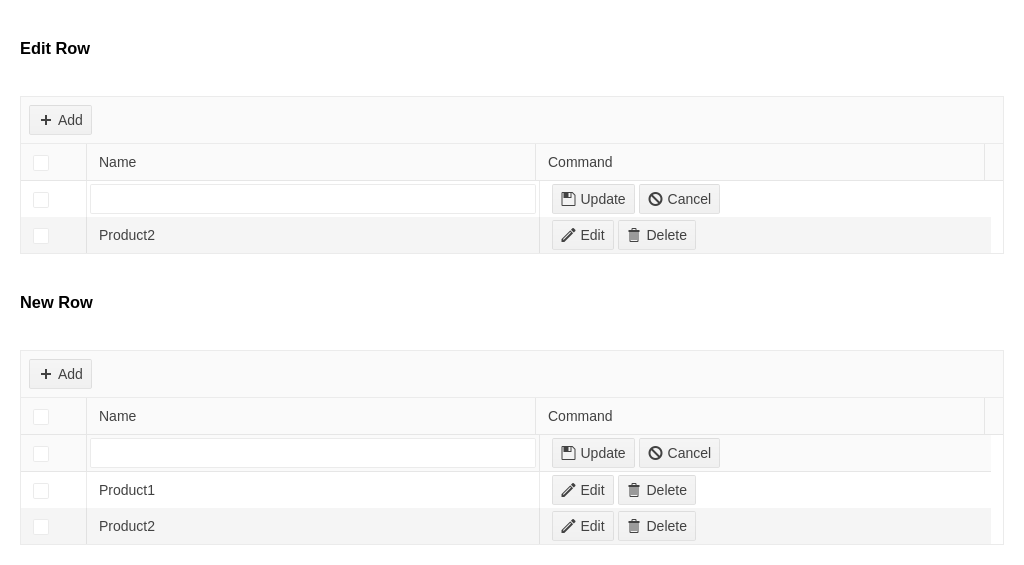 Edit Row
Add
Name Command
Update Cancel
Product2 Edit Delete
New Row
Add
Name Command
Update Cancel
Product1 Edit Delete
Product2 Edit Delete